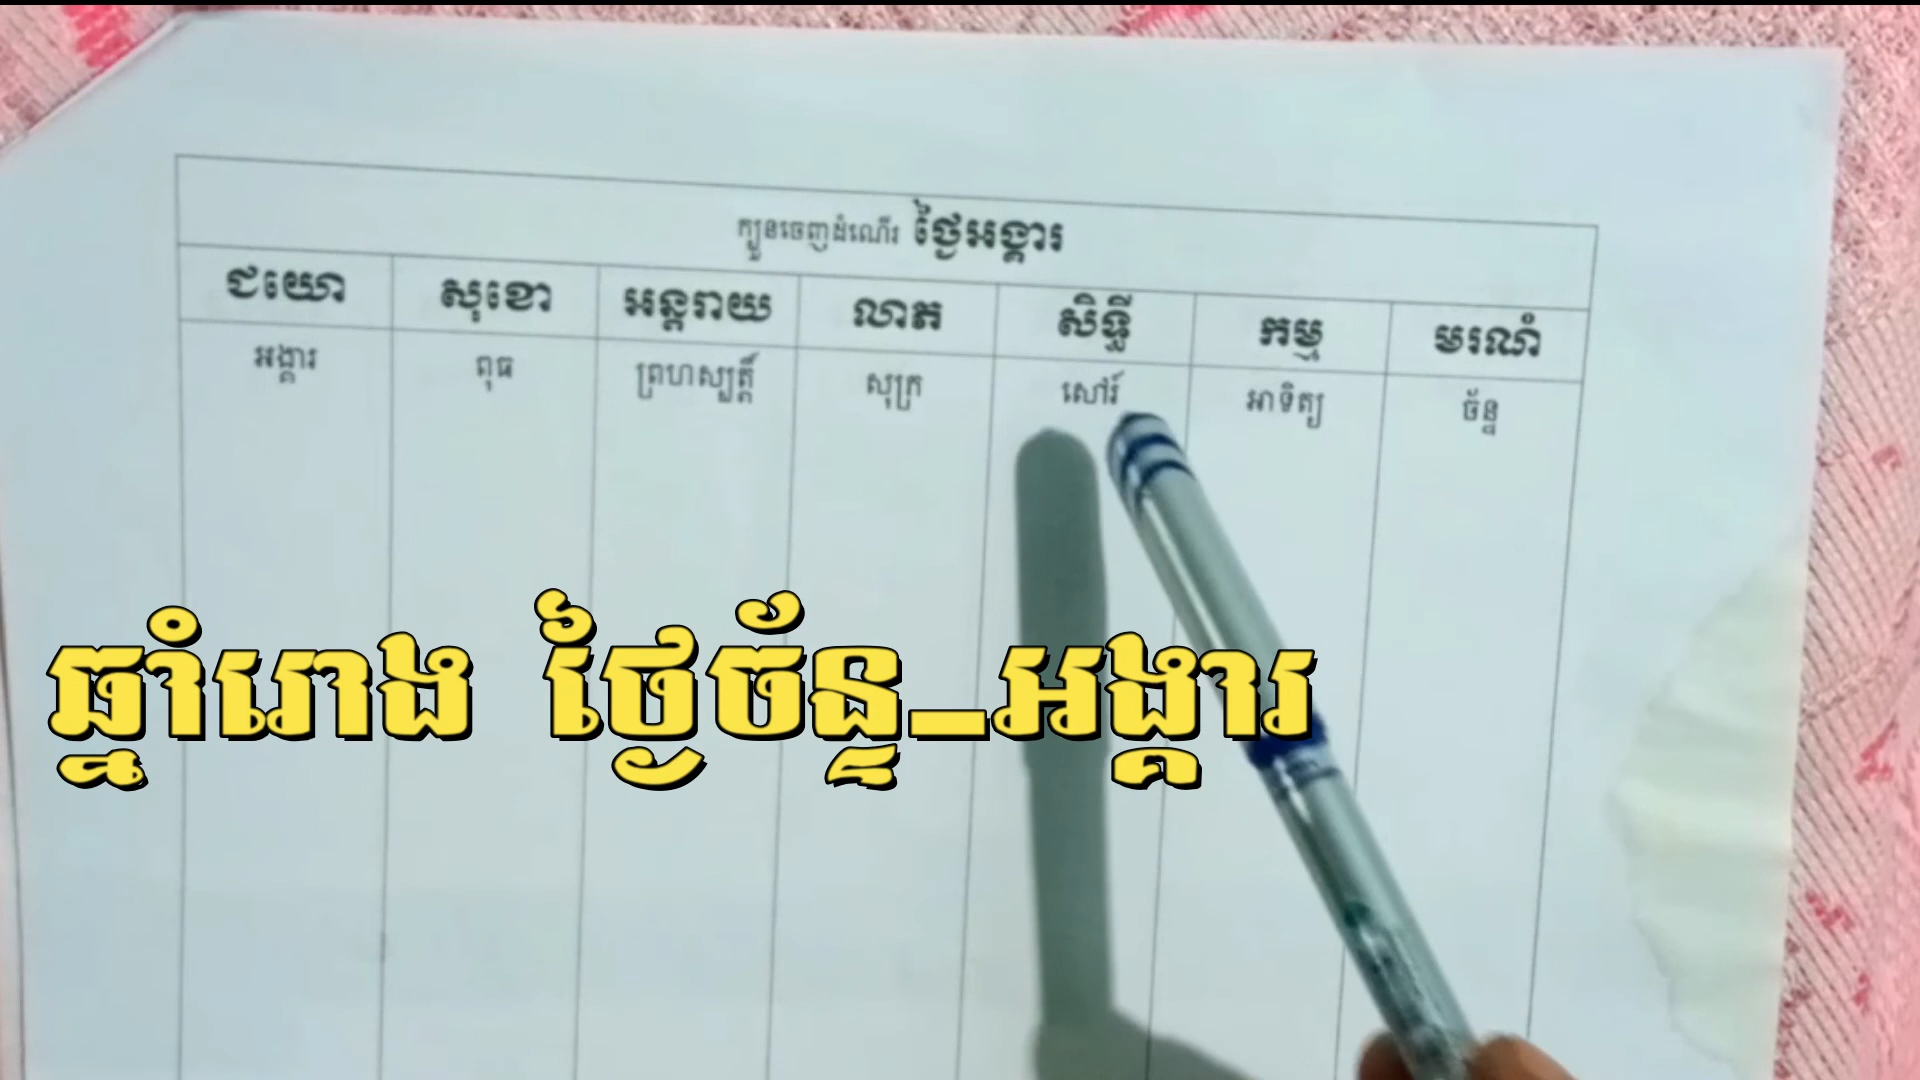 ក្បួនចេញដំណើរ ថ្ងៃអង្គារ
ជយោ សុខោ អន្តរាយ លាភ សិទ្ធី កម្ម មរណំ
អង្គារ ពុធ ព្រហស្បត្តិ៍ សុក្រ សៅរ៍ អាទិត្យ ច័ន្ទ
ឆ្នាំរោង ថ្ងៃច័ន្ទ_អង្គារ